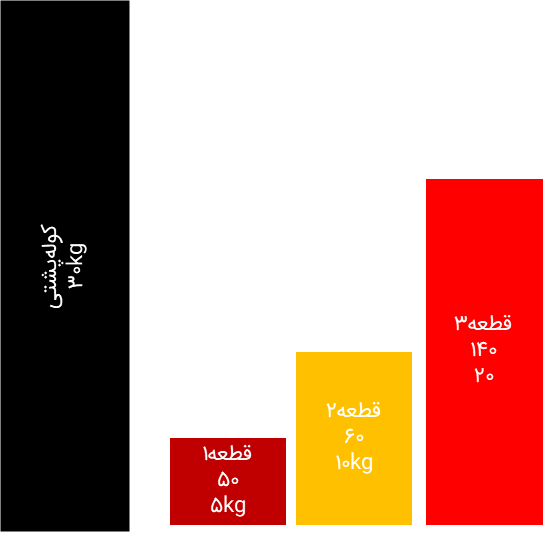 کوله‌پشتی
۳۰kg
قطعه۱
۵۰
۵kg
قطعه۲
۶۰
۱۰kg
قطعه۳
۱۴۰
۲۰